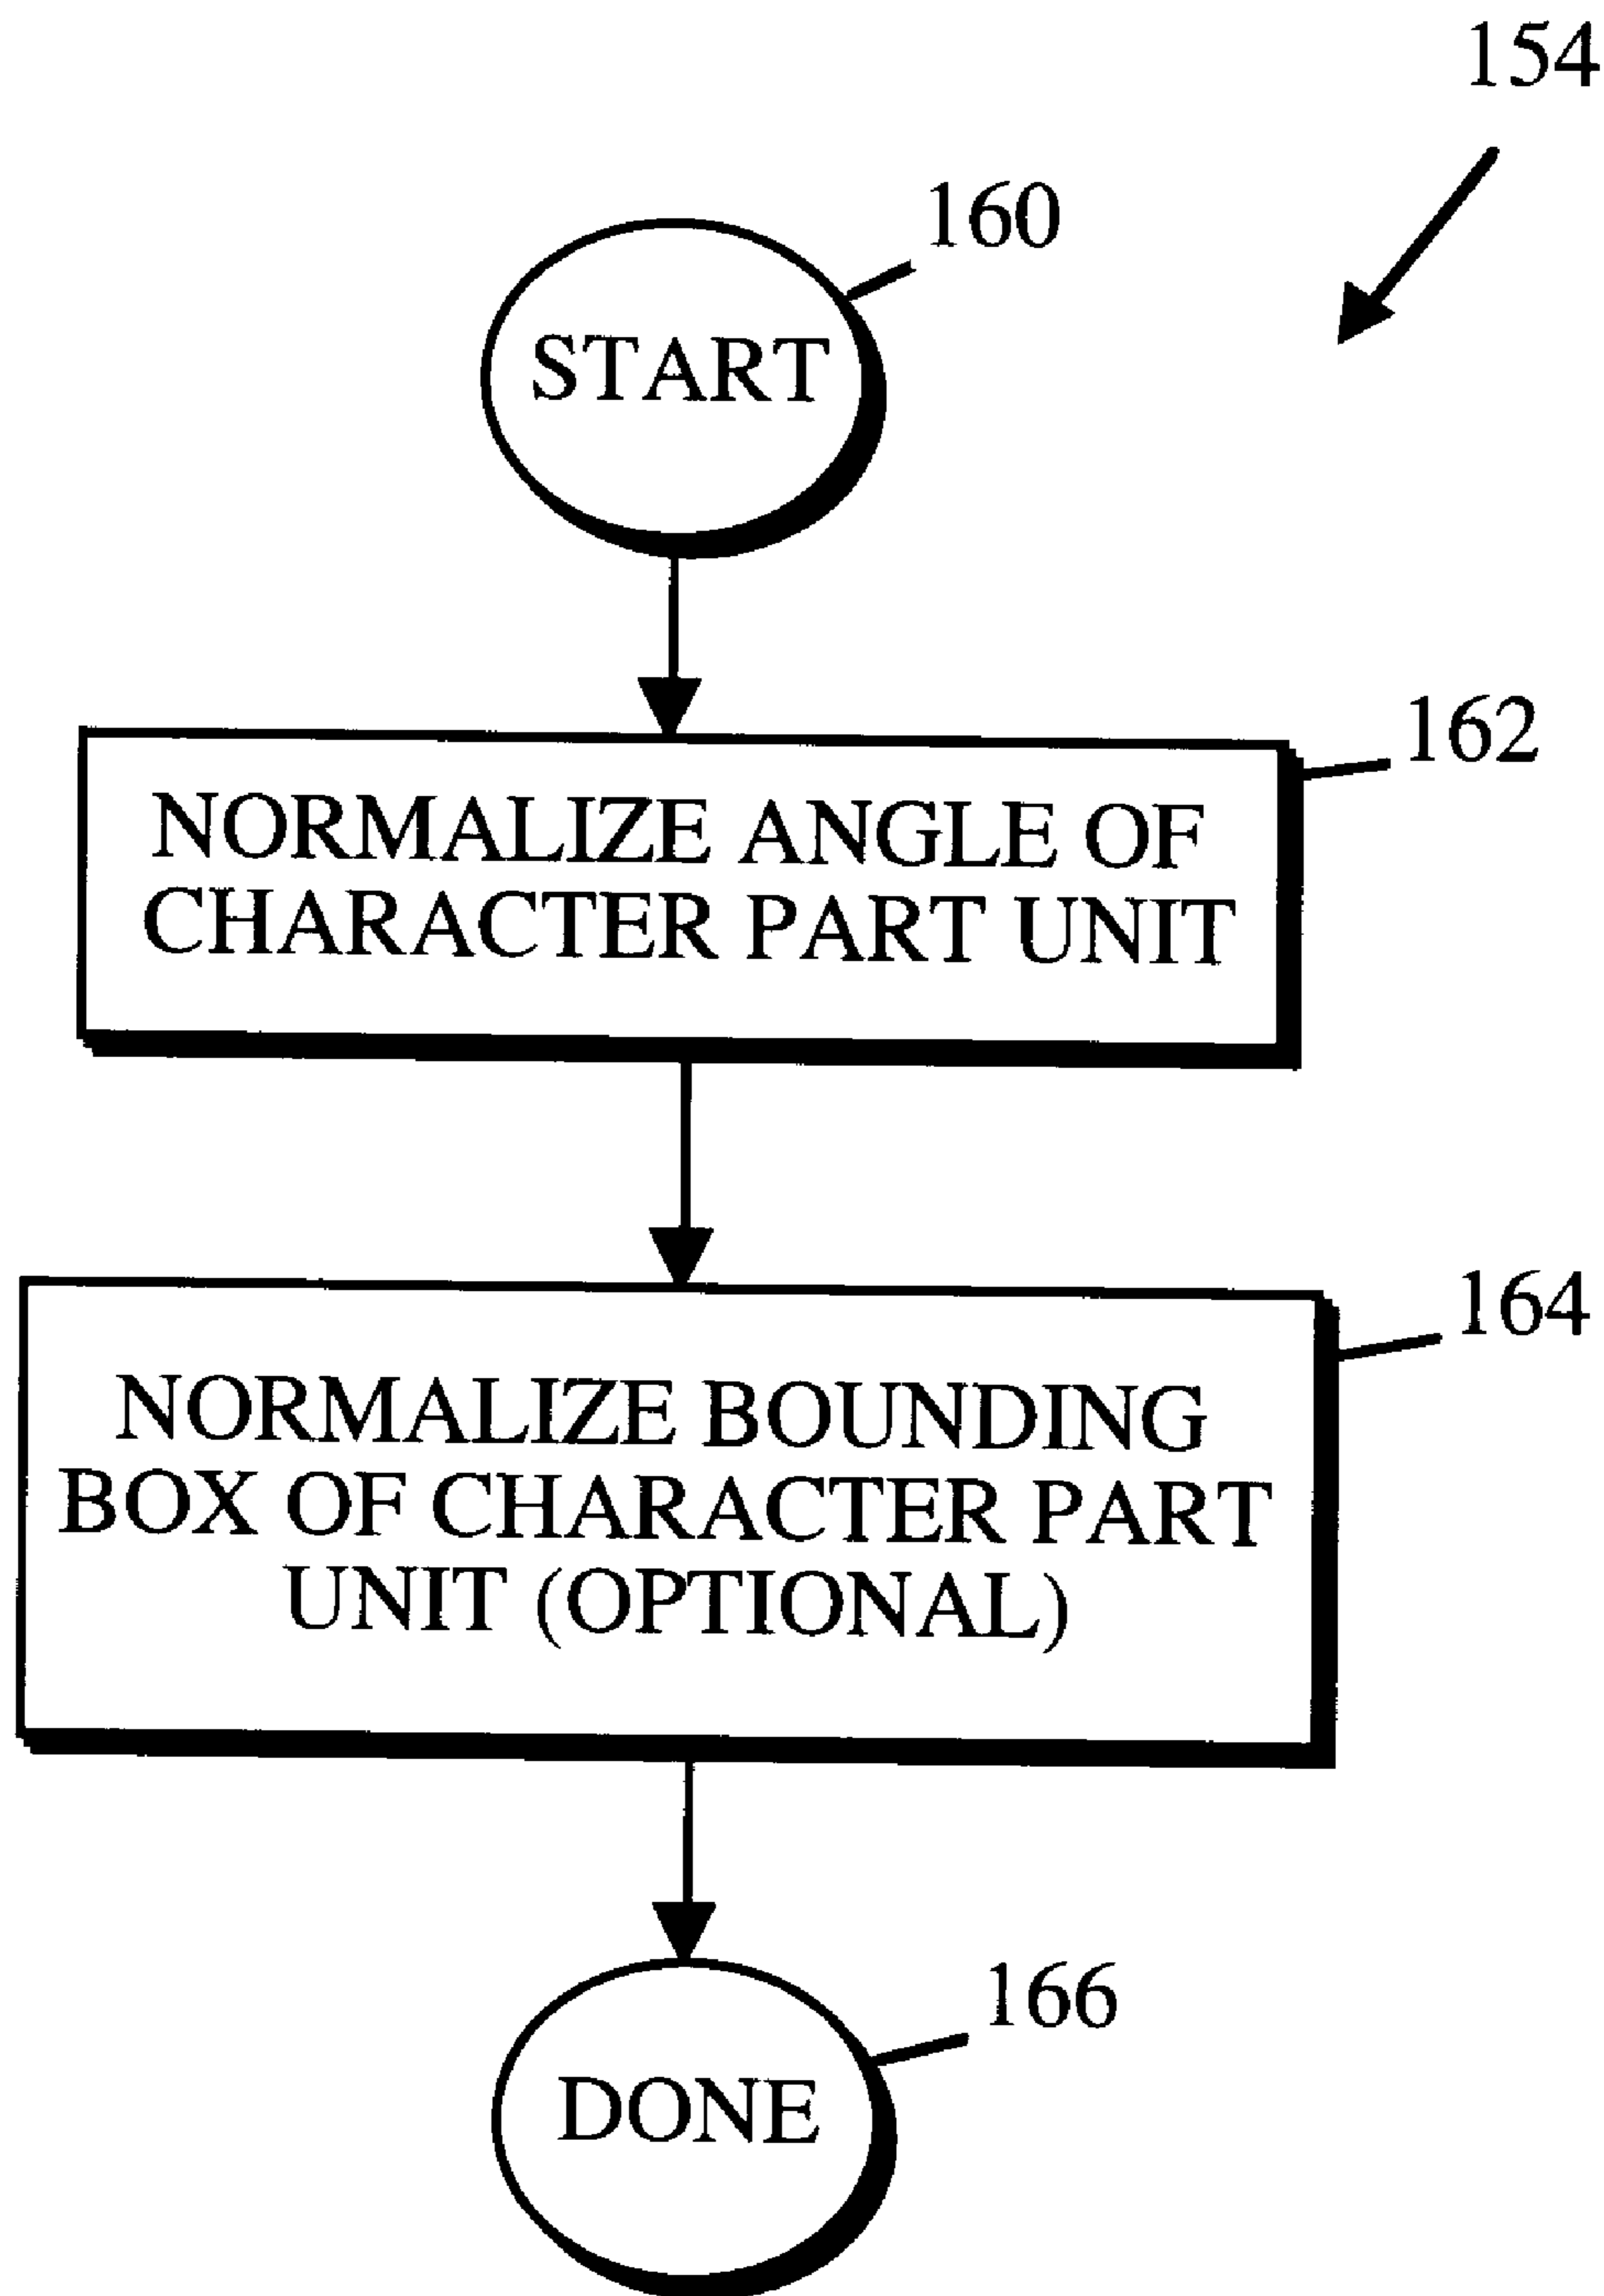 154
160
START
162
NORMALIZE ANGLE OF
CHARACTER PART UNIT
164
NORMALIZE BOUNDING
BOX OF CHARACTER PART
UNIT (OPTIONAL)
166
DONE